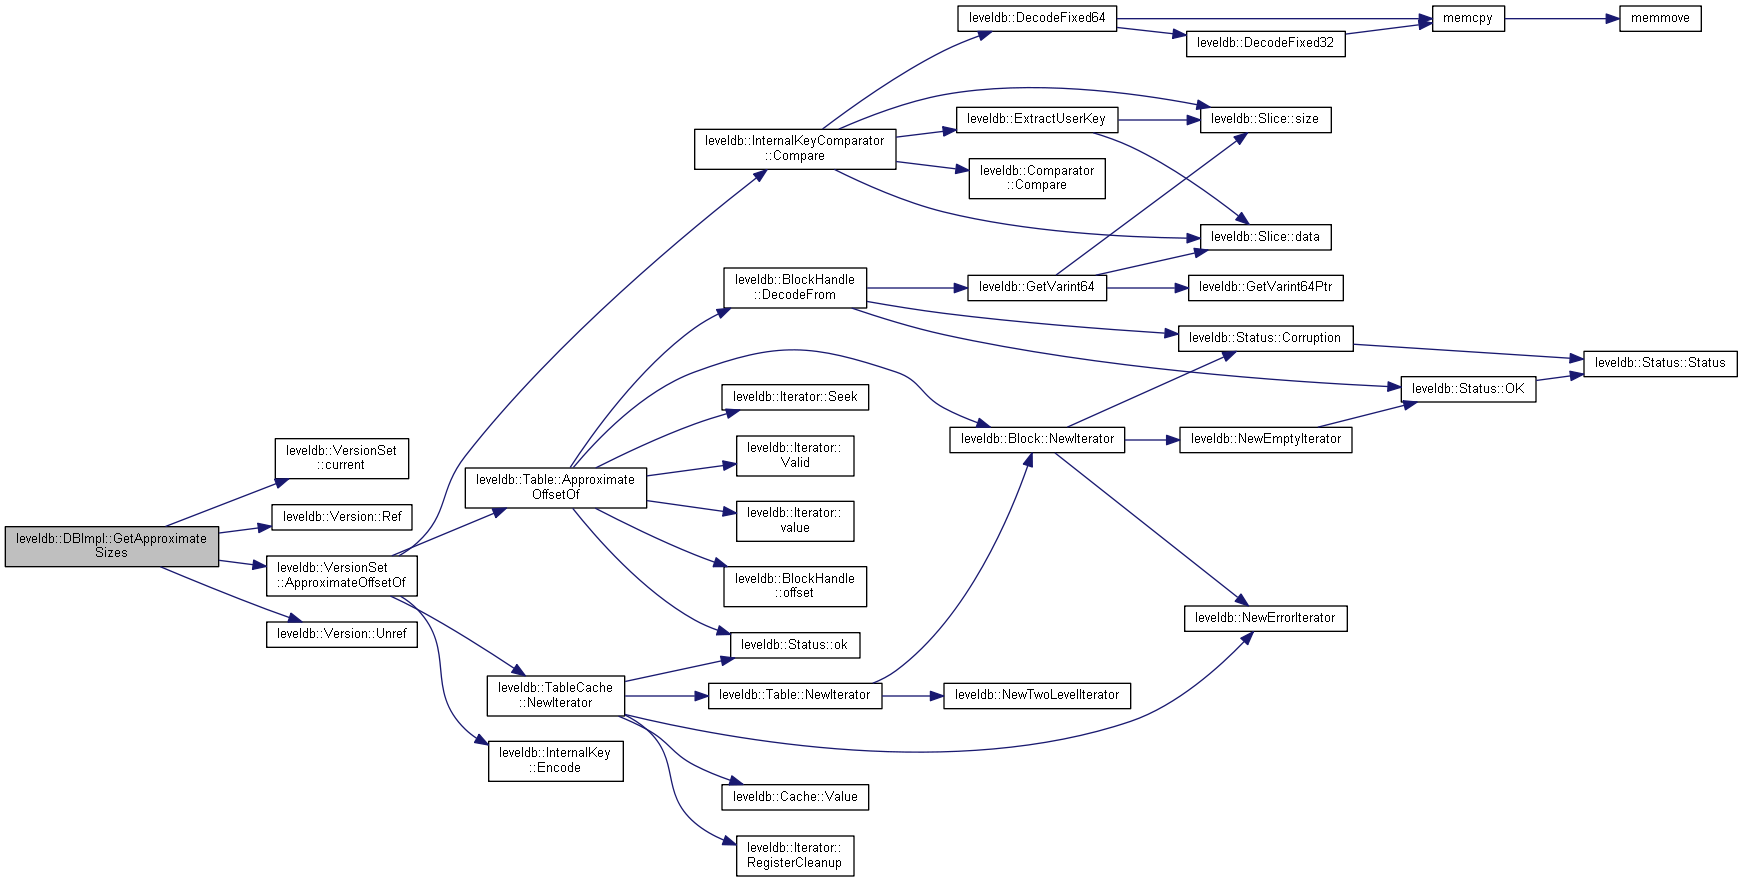 leveldb::DBImpl::GetApproximate
Sizes
leveldb::VersionSet
::current
leveldb::Version::Ref
leveldb::VersionSet
::ApproximateOffsetOf
leveldb::Version::Unref
leveldb::InternalKeyComparator
::Compare
leveldb::Table::Approximate
OffsetOf
leveldb::TableCache
::NewIterator
leveldb::InternalKey
::Encode
leveldb::BlockHandle
::DecodeFrom
leveldb::Iterator::Seek
leveldb::Iterator::
Valid
leveldb::Iterator::
value
leveldb::BlockHandle
::offset
leveldb::Status::ok
leveldb::Table::NewIterator
leveldb::Cache::Value
leveldb::Iterator::
RegisterCleanup
leveldb::DecodeFixed64
leveldb::ExtractUserKey
leveldb::Comparator
::Compare
leveldb::GetVarint64
leveldb::Block::NewIterator
leveldb::NewTwoLevelIterator
leveldb::DecodeFixed32
leveldb::Slice::size
leveldb::Slice::data
leveldb::GetVarint64Ptr
leveldb::Status::Corruption
leveldb::NewEmptyIterator
leveldb::NewErrorIterator
memcpy
leveldb::Status::OK
memmove
leveldb::Status::Status